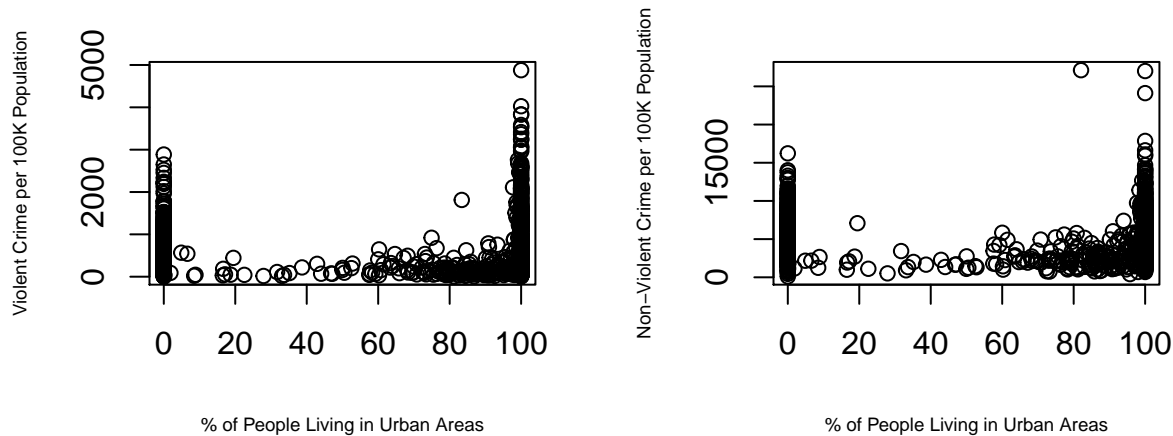 Violent Crime per 100K Population
5000
2000
0
0 20 40 60 80 100
% of People Living in Urban Areas
Non−Violent Crime per 100K Population
15000
0
0 20 40 60 80 100
% of People Living in Urban Areas